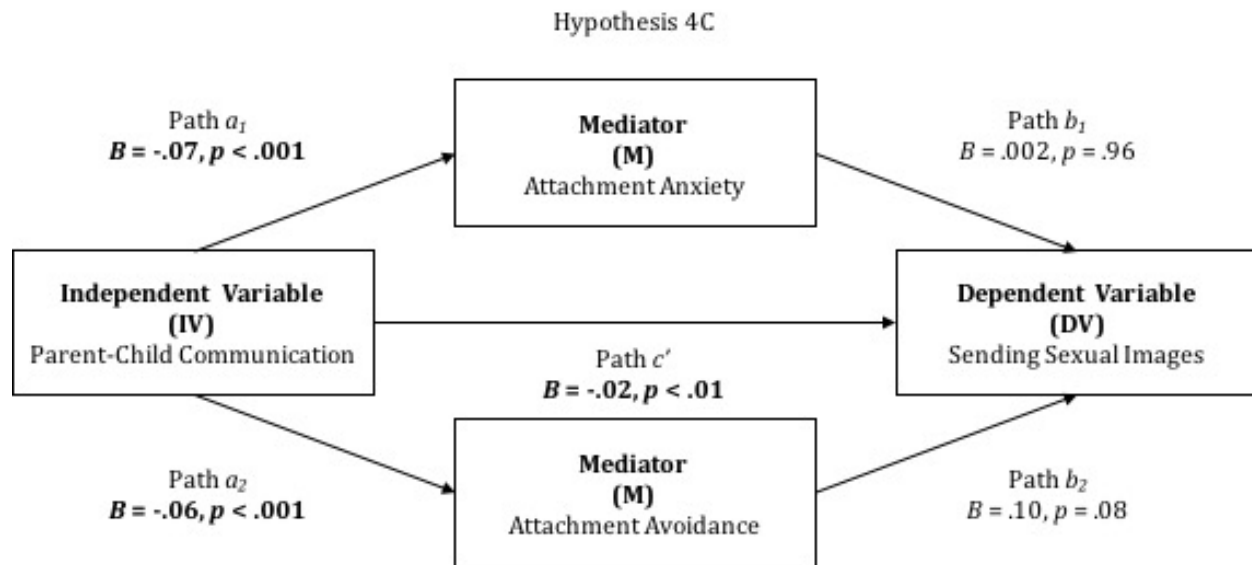 Hypothesis 4C
Path a₁
B = -.07, p < .001
Mediator
(M)
Attachment Anxiety
Path b₁
B = .002, p = .96
Independent Variable
(IV)
Parent-Child Communication
Dependent Variable
(DV)
Sending Sexual Images
Path c′
B = -.02, p < .01
Path a₂
B = -.06, p < .001
Mediator
(M)
Attachment Avoidance
Path b₂
B = .10, p = .08